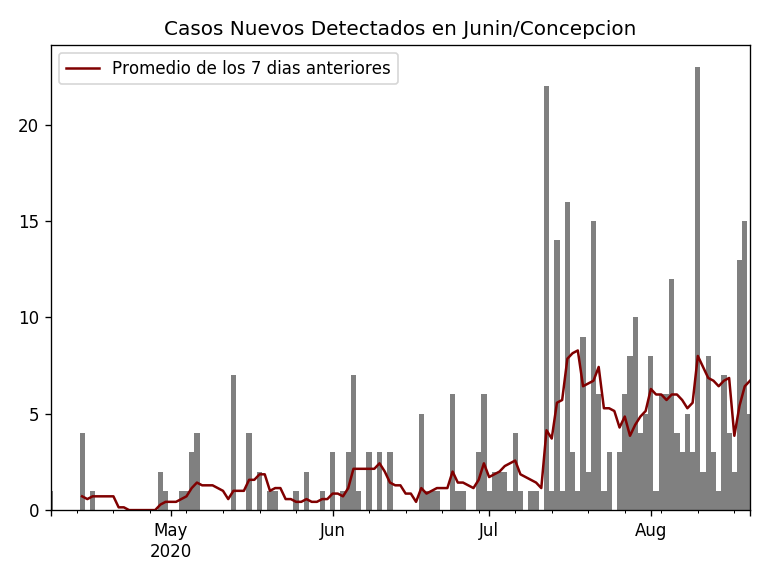 Casos Nuevos Detectados en Junin/Concepcion
Promedio de los 7 dias anteriores
20
15
10
5
0
May Jun Jul Aug
2020